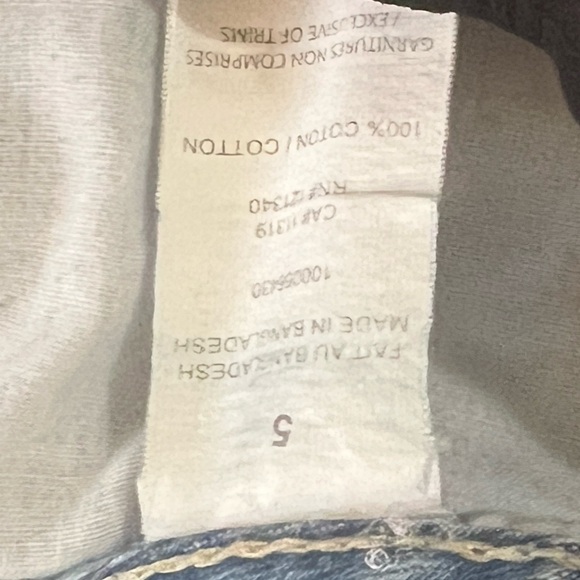 5
FAIT AU BANGLADESH
MADE IN BANGLADESH
CA#11319
RN#121340
100% COTON / COTTON
GARNITURES NON COMPRISES
/ EXCLUSIVE OF TRIMS